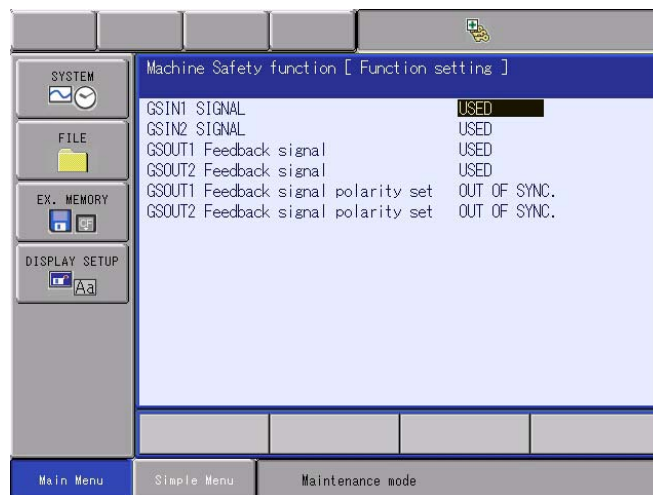 SYSTEM
FILE
EX. MEMORY
CF
DISPLAY SETUP
Aa
Machine Safety function [ Function setting ]
GSIN1 SIGNAL USED
GSIN2 SIGNAL USED
GSOUT1 Feedback signal USED
GSOUT2 Feedback signal USED
GSOUT1 Feedback signal polarity set OUT OF SYNC.
GSOUT2 Feedback signal polarity set OUT OF SYNC.
Main Menu
Simple Menu
Maintenance mode